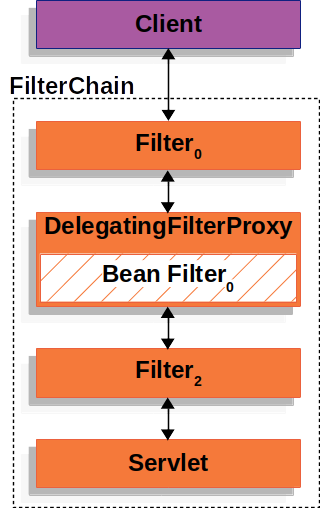 Client
FilterChain
Filter0
DelegatingFilterProxy
Bean Filter0
Filter2
Servlet